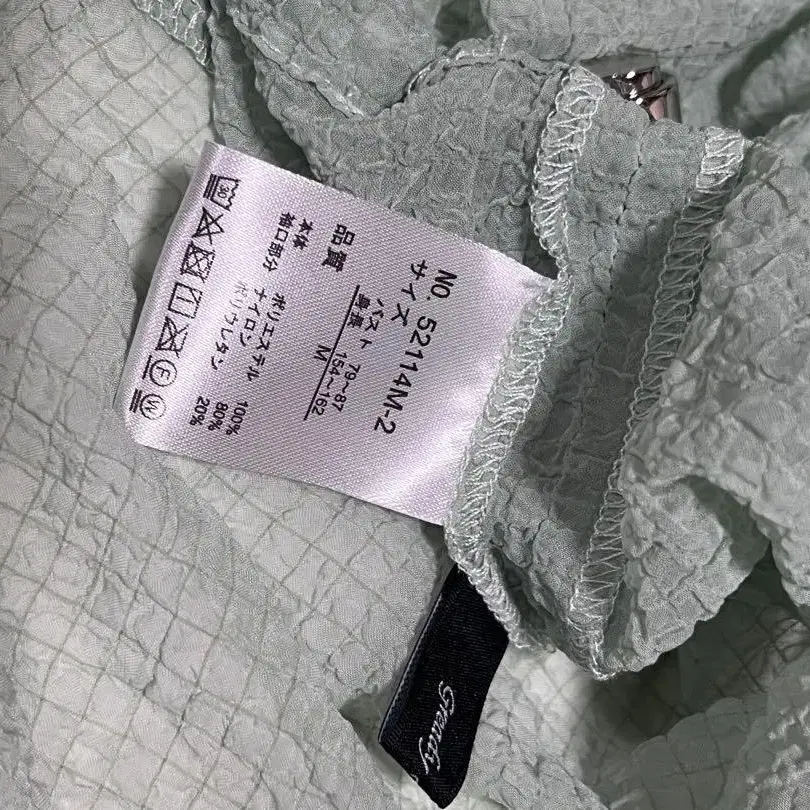 NO. 52114M-2
サイズ
バスト 79~87
身長 154~162
M
品質
本体 ポリエステル 100%
袖口部分 ナイロン 80%
ポリウレタン 20%
30
F
W
Trendy